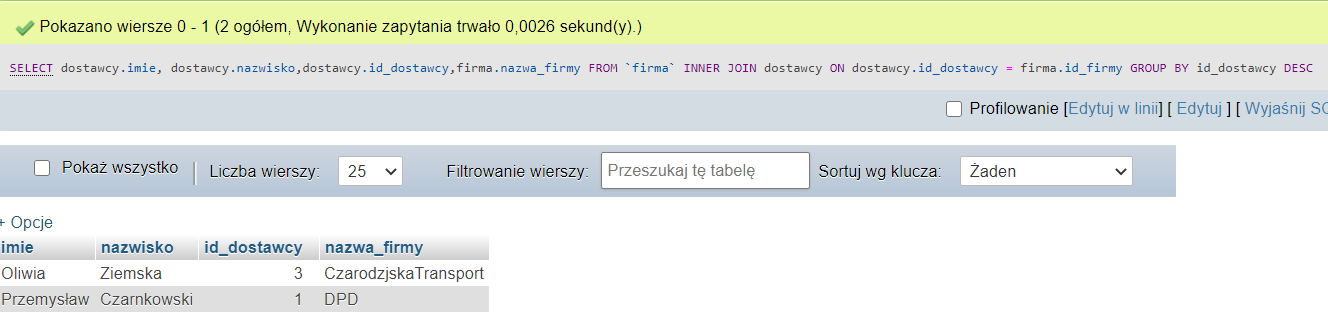 Pokazano wiersze 0 - 1 (2 ogółem, Wykonanie zapytania trwało 0,0026 sekund(y).)
SELECT dostawcy.imie, dostawcy.nazwisko,dostawcy.id_dostawcy,firma.nazwa_firmy FROM `firma` INNER JOIN dostawcy ON dostawcy.id_dostawcy = firma.id_firmy GROUP BY id_dostawcy DESC
Profilowanie [Edytuj w linii] [ Edytuj ] [ Wyjaśnij SQ
Pokaż wszystko | Liczba wierszy: 25 Filtrowanie wierszy: Przeszukaj tę tabelę Sortuj wg klucza: Żaden
+ Opcje
imie nazwisko id_dostawcy nazwa_firmy
Oliwia Ziemska 3 CzarodzjskaTransport
Przemysław Czarnkowski 1 DPD